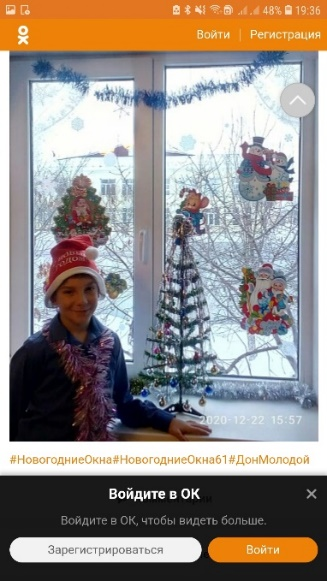 48% 19:36
Войти | Регистрация
2020-12-22 15:57
#НовогодниеОкна#НовогодниеОкна61#ДонМолодой
Войдите в ОК
Войдите в ОК, чтобы видеть больше.
Зарегистрироваться Войти